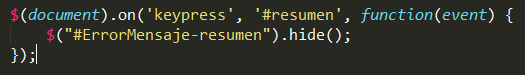 $(document).on('keypress', '#resumen', function(event) {
    $("#ErrorMensaje-resumen").hide();
});